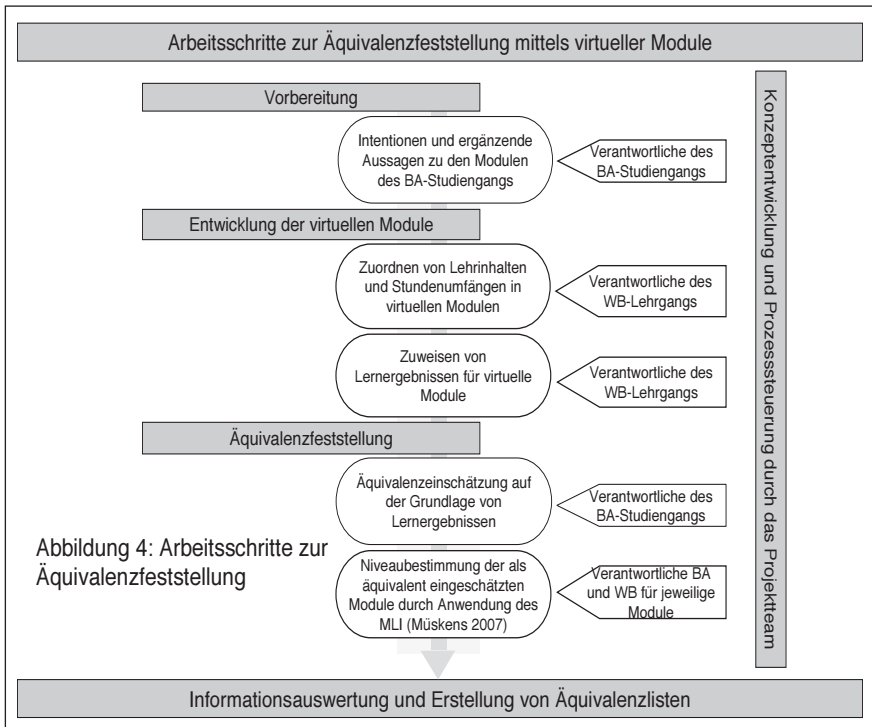 Arbeitsschritte zur Äquivalenzfeststellung mittels virtueller Module
Vorbereitung
Intentionen und ergänzende
Aussagen zu den Modulen
des BA-Studiengangs
Verantwortliche des
BA-Studiengangs
Entwicklung der virtuellen Module
Zuordnen von Lehrinhalten
und Stundenumfängen in
virtuellen Modulen
Verantwortliche des
WB-Lehrgangs
Zuweisen von
Lernergebnissen für virtuelle
Module
Verantwortliche des
WB-Lehrgangs
Äquivalenzfeststellung
Äquivalenzeinschätzung auf
der Grundlage von
Lernergebnissen
Verantwortliche des
BA-Studiengangs
Abbildung 4: Arbeitsschritte zur
Äquivalenzfeststellung
Niveaubestimmung der als
äquivalent eingeschätzten
Module durch Anwendung des
MLI (Müskens 2007)
Verantwortliche BA
und WB für jeweilige
Module
Konzeptentwicklung und Prozesssteuerung durch das Projektteam
Informationsauswertung und Erstellung von Äquivalenzlisten